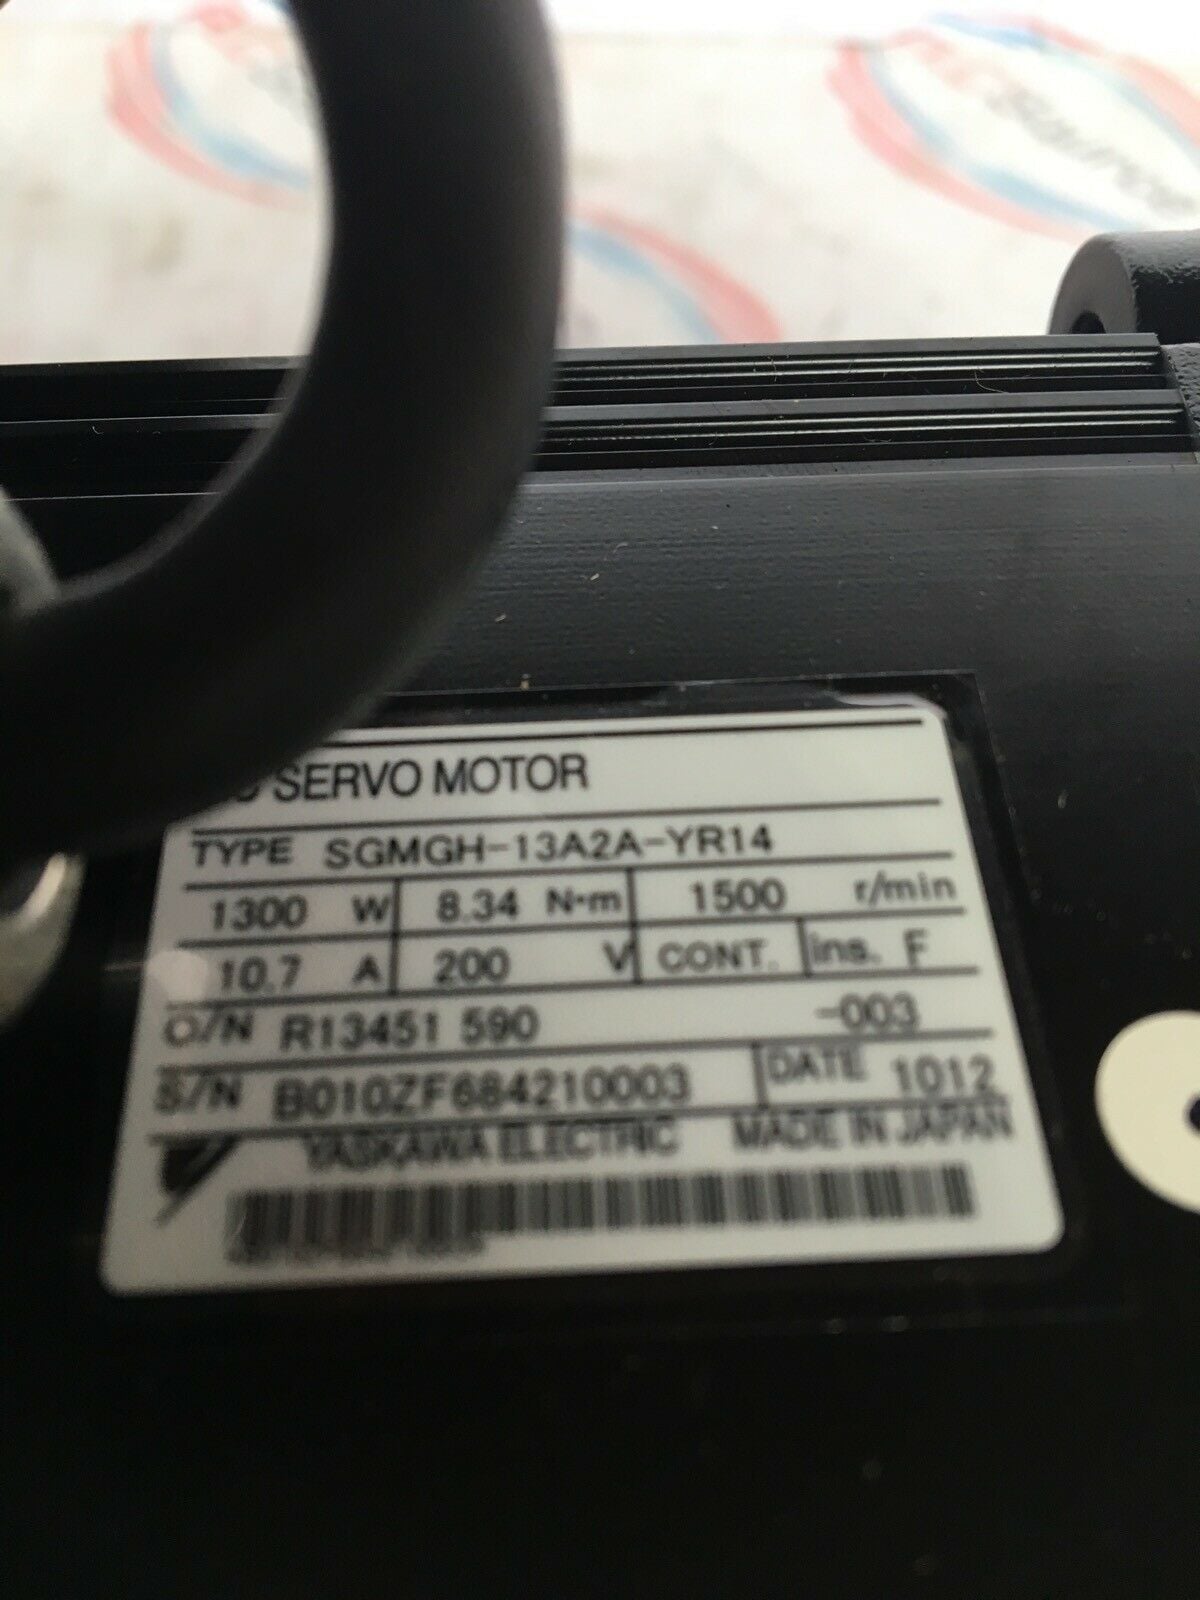 SERVO MOTOR
TYPE SGMGH-13A2A-YR14
1300 W 8.34 N·m 1500 r/min
10.7 A 200 V CONT. ins. F
O/N R13451 590 -003
S/N B010ZF684210003 DATE 1012
YASKAWA ELECTRIC MADE IN JAPAN